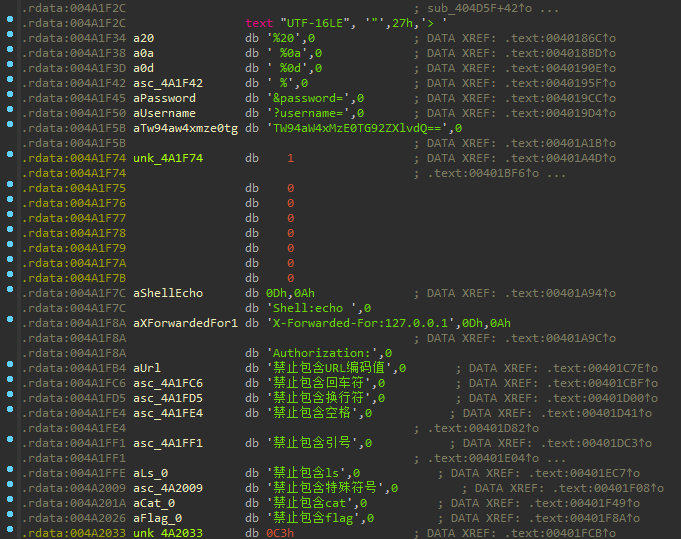 .rdata:004A1F2C ; sub_404D5F+42↑o ...
.rdata:004A1F2C text "UTF-16LE", '"',27h,'> '
.rdata:004A1F34 a20 db '%20',0 ; DATA XREF: .text:0040186C↑o
.rdata:004A1F38 a0a db ' %0a',0 ; DATA XREF: .text:004018BD↑o
.rdata:004A1F3D a0d db ' %0d',0 ; DATA XREF: .text:0040190E↑o
.rdata:004A1F42 asc_4A1F42 db ' %',0 ; DATA XREF: .text:0040195F↑o
.rdata:004A1F45 aPassword db '&password=',0 ; DATA XREF: .text:004019CC↑o
.rdata:004A1F50 aUsername db '?username=',0 ; DATA XREF: .text:004019D4↑o
.rdata:004A1F5B aTw94aw4xmze0tg db 'TW94aW4xMzE0TG92ZXlvdQ==',0
.rdata:004A1F5B ; DATA XREF: .text:00401A1B↑o
.rdata:004A1F74 unk_4A1F74 db 1 ; DATA XREF: .text:00401A4D↑o
.rdata:004A1F74 ; .text:00401BF6↑o ...
.rdata:004A1F75 db 0
.rdata:004A1F76 db 0
.rdata:004A1F77 db 0
.rdata:004A1F78 db 0
.rdata:004A1F79 db 0
.rdata:004A1F7A db 0
.rdata:004A1F7B db 0
.rdata:004A1F7C aShellEcho db 0Dh,0Ah ; DATA XREF: .text:00401A94↑o
.rdata:004A1F7C db 'Shell:echo ',0
.rdata:004A1F8A aXForwardedFor1 db 'X-Forwarded-For:127.0.0.1',0Dh,0Ah
.rdata:004A1F8A ; DATA XREF: .text:00401A9C↑o
.rdata:004A1F8A db 'Authorization:',0
.rdata:004A1FB4 aUrl db '禁止包含URL编码值',0 ; DATA XREF: .text:00401C7E↑o
.rdata:004A1FC6 asc_4A1FC6 db '禁止包含回车符',0 ; DATA XREF: .text:00401CBF↑o
.rdata:004A1FD5 asc_4A1FD5 db '禁止包含换行符',0 ; DATA XREF: .text:00401D00↑o
.rdata:004A1FE4 asc_4A1FE4 db '禁止包含空格',0 ; DATA XREF: .text:00401D41↑o
.rdata:004A1FE4 ; .text:00401D82↑o
.rdata:004A1FF1 asc_4A1FF1 db '禁止包含引号',0 ; DATA XREF: .text:00401DC3↑o
.rdata:004A1FF1 ; .text:00401E04↑o ...
.rdata:004A1FFE aLs_0 db '禁止包含ls',0 ; DATA XREF: .text:00401EC7↑o
.rdata:004A2009 asc_4A2009 db '禁止包含特殊符号',0 ; DATA XREF: .text:00401F08↑o
.rdata:004A201A aCat_0 db '禁止包含cat',0 ; DATA XREF: .text:00401F49↑o
.rdata:004A2026 aFlag_0 db '禁止包含flag',0 ; DATA XREF: .text:00401F8A↑o
.rdata:004A2033 unk_4A2033 db 0C3h ; DATA XREF: .text:00401FCB↑o